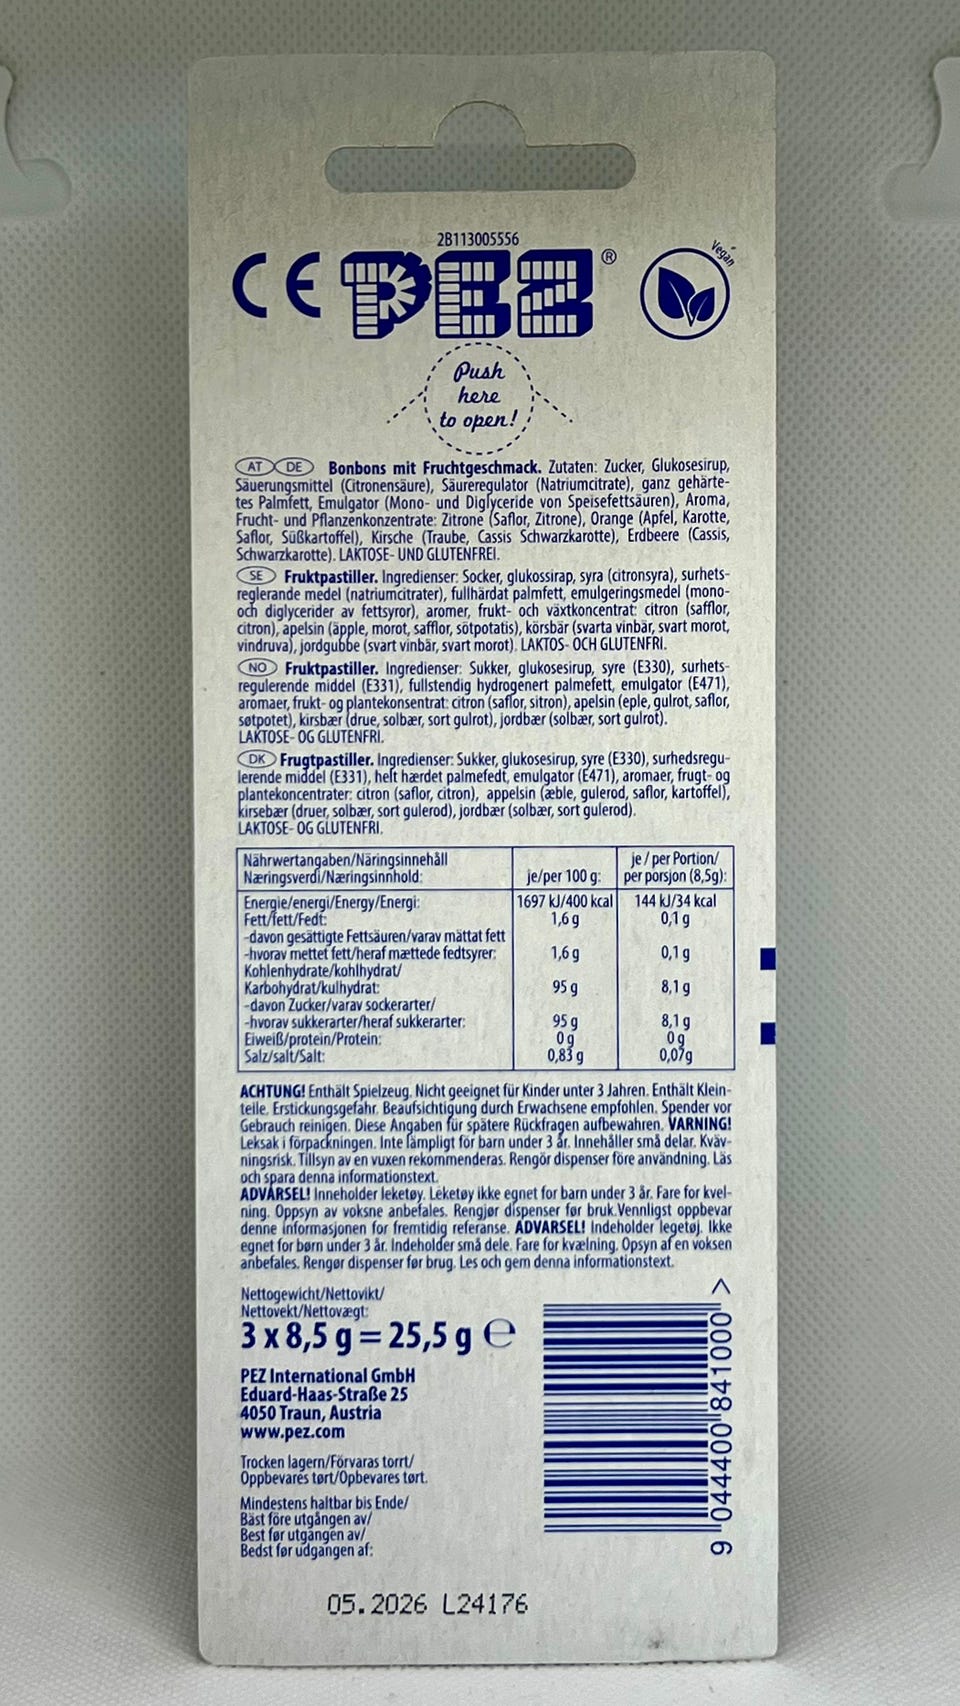 2B113005556
CE PEZ® Vegan
Push
here
to open!
AT DE Bonbons mit Fruchtgeschmack. Zutaten: Zucker, Glukosesirup,
Säuerungsmittel (Citronensäure), Säureregulator (Natriumcitrate), ganz gehärte-
tes Palmfett, Emulgator (Mono- und Diglyceride von Speisefettsäuren), Aroma,
Frucht- und Pflanzenkonzentrate: Zitrone (Saflor, Zitrone), Orange (Apfel, Karotte,
Saflor, Süßkartoffel), Kirsche (Traube, Cassis Schwarzkarotte), Erdbeere (Cassis,
Schwarzkarotte). LAKTOSE- UND GLUTENFREI.
SE Fruktpastiller. Ingredienser: Socker, glukossirap, syra (citronsyra), surhets-
reglerande medel (natriumcitrater), fullhärdat palmfett, emulgeringsmedel (mono-
och diglycerider av fettsyror), aromer, frukt- och växtkoncentrat: citron (safflor,
citron), apelsin (äpple, morot, safflor, sötpotatis), körsbär (svarta vinbär, svart morot,
vindruva), jordgubbe (svart vinbär, svart morot). LAKTOS- OCH GLUTENFRI.
NO Fruktpastiller. Ingredienser: Sukker, glukosesirup, syre (E330), surhets-
regulerende middel (E331), fullstendig hydrogenert palmefett, emulgator (E471),
aromaer, frukt- og plantekonsentrat: citron (saflor, sitron), apelsin (eple, gulrot, saflor,
søtpotet), kirsbær (drue, solbær, sort gulrot), jordbær (solbær, sort gulrot).
LAKTOSE- OG GLUTENFRI.
DK Frugtpastiller. Ingredienser: Sukker, glukosesirup, syre (E330), surhedsregu-
lerende middel (E331), helt hærdet palmefedt, emulgator (E471), aromaer, frugt- og
plantekoncentrater: citron (saflor, citron), appelsin (æble, gulerod, saflor, kartoffel),
kirsebær (druer, solbær, sort gulerod), jordbær (solbær, sort gulerod).
LAKTOSE- OG GLUTENFRI.
Nährwertangaben/Näringsinnehåll je / per Portion/
Næringsverdi/Næringsinnhold: je/per 100 g: per porsjon (8,5g):
Energie/energi/Energy/Energi: 1697 kJ/400 kcal 144 kJ/34 kcal
Fett/fett/Fedt: 1,6 g 0,1 g
-davon gesättigte Fettsäuren/varav mättat fett
-hvorav mettet fett/heraf mættede fedtsyrer: 1,6 g 0,1 g
Kohlenhydrate/kohlhydrat/
Karbohydrat/kulhydrat: 95 g 8,1 g
-davon Zucker/varav sockerarter/
-hvorav sukkerarter/heraf sukkerarter: 95 g 8,1 g
Eiweiß/protein/Protein: 0 g 0 g
Salz/salt/Salt: 0,83 g 0,07g
ACHTUNG! Enthält Spielzeug. Nicht geeignet für Kinder unter 3 Jahren. Enthält Klein-
teile. Erstickungsgefahr. Beaufsichtigung durch Erwachsene empfohlen. Spender vor
Gebrauch reinigen. Diese Angaben für spätere Rückfragen aufbewahren. VARNING!
Leksak i förpackningen. Inte lämpligt för barn under 3 år. Innehåller små delar. Kväv-
ningsrisk. Tillsyn av en vuxen rekommenderas. Rengör dispenser före användning. Läs
och spara denna informationstext.
ADVARSEL! Inneholder leketøy. Leketøy ikke egnet for barn under 3 år. Fare for kvel-
ning. Oppsyn av voksne anbefales. Rengjør dispenser før bruk.Vennligst oppbevar
denne informasjonen for fremtidig referanse. ADVARSEL! Indeholder legetøj. Ikke
egnet for børn under 3 år. Indeholder små dele. Fare for kvælning. Opsyn af en voksen
anbefales. Rengør dispenser før brug. Les och gem denna informationstext.
Nettogewicht/Nettovikt/
Nettovekt/Nettovægt:
3 x 8,5 g = 25,5 g ℮
PEZ International GmbH
Eduard-Haas-Straße 25
4050 Traun, Austria
www.pez.com
Trocken lagern/Förvaras torrt/
Oppbevares tørt/Opbevares tørt.
Mindestens haltbar bis Ende/
Bäst före utgången av/
Best før utgangen av/
Bedst før udgangen af:
9 044400 841000 >
05.2026 L24176